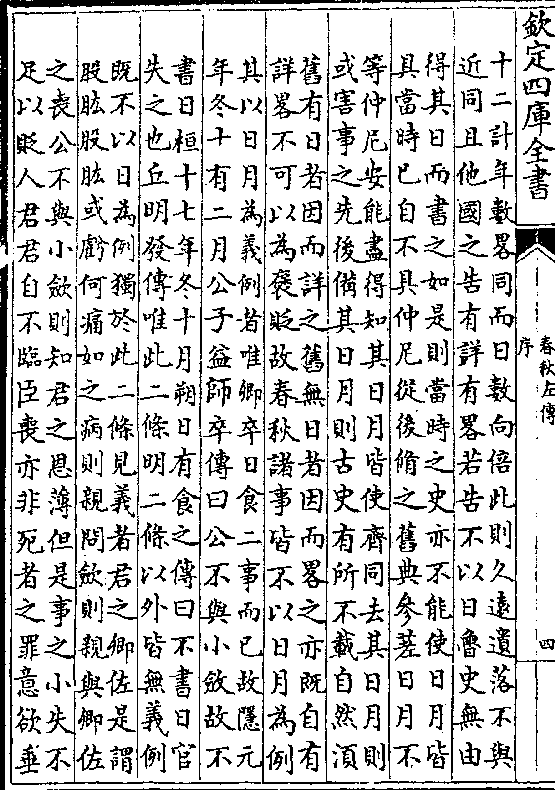 欽定四庫全書
春秋左傳
序
四
十二計年數畧同而日數向倍此則久遠遺落不與
近同且他國之告有詳有畧若告不以日魯史無由
得其日而書之如是則當時之史亦不能使日月皆
具當時已自不具仲尼從後脩之舊典參差日月不
等仲尼安能盡得知其日月皆使齊同去其日月則
或害事之先後備其日月則古史有所不載自然須
舊有日者因而詳之舊無日者因而畧之亦既自有
詳畧不可以為褒貶故春秋諸事皆不以日月為例
其以日月為義例者唯卿卒日食二事而已故隱元
年冬十有二月公子益師卒傳曰公不與小斂故不
書日桓十七年冬十月朔日有食之傳曰不書日官
失之也丘明發傳唯此二條明二條以外皆無義例
既不以日為例獨於此二條見義者君之卿佐是謂
股肱股肱或虧何痛如之病則親問斂則親與卿佐
之喪公不與小斂則知君之恩薄但是事之小失不
足以貶人君君自不臨臣喪亦非死者之罪意欲垂